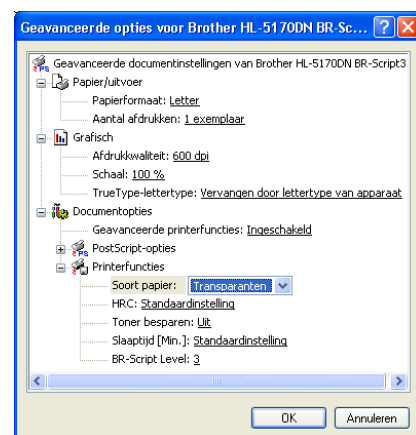 Geavanceerde opties voor Brother HL-5170DN BR-Sc...
Geavanceerde documentinstellingen van Brother HL-5170DN BR-Script3
Papier/uitvoer
Papierformaat: Letter
Aantal afdrukken: 1 exemplaar
Grafisch
Afdrukkwaliteit: 600 dpi
Schaal: 100 %
TrueType-lettertype: Vervangen door lettertype van apparaat
Documentopties
Geavanceerde printerfuncties: Ingeschakeld
PostScript-opties
Printerfuncties
Soort papier: Transparanten
HRC: Standaardinstelling
Toner besparen: Uit
Slaaptijd [Min.]: Standaardinstelling
BR-Script Level: 3
OK Annuleren